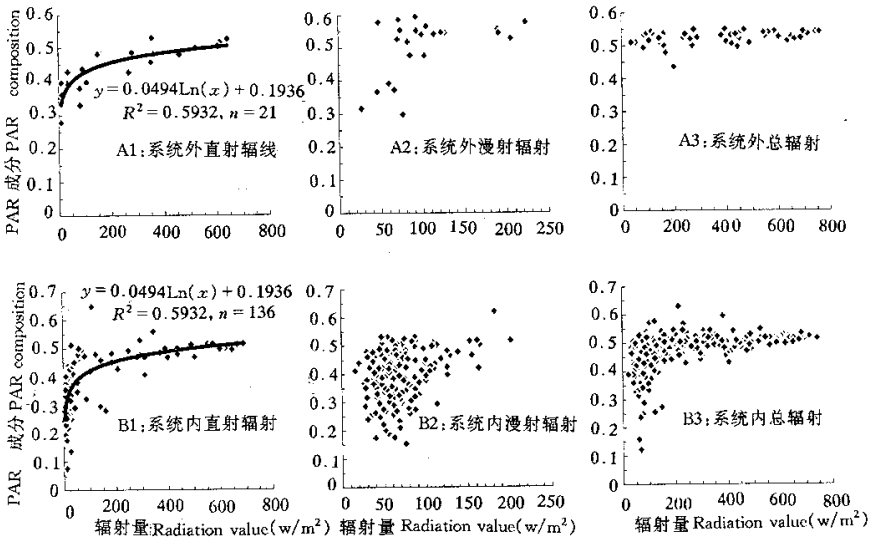 PAR 成分 PAR composition
0.6
0.5
0.4
0.3
0.2
0.1
0
y=0.0494Ln(x)+0.1936
R²=0.5932, n=21
A1:系统外直射辐线
0 200 400 600 800
0.6
0.5
0.4
0.3
0.2
0.1
0
A2:系统外漫射辐射
0 50 100 150 200 250
0.6
0.5
0.4
0.3
0.2
0.1
0
A3:系统外总辐射
0 200 400 600 800
PAR 成分 PAR composition
0.7
0.6
0.5
0.4
0.3
0.2
0.1
0
y=0.0494Ln(x)+0.1936
R²=0.5932, n=136
B1:系统内直射辐射
0 200 400 600 800
辐射量:Radiation value(w/m²)
0.7
0.6
0.5
0.4
0.3
0.2
0.1
0
B2:系统内漫射辐射
0 50 100 150 200 250
辐射量 Radiation value(w/m²)
0.7
0.6
0.5
0.4
0.3
0.2
0.1
0
B3:系统内总辐射
0 200 400 600 800
辐射量 Radiation value(w/m²)